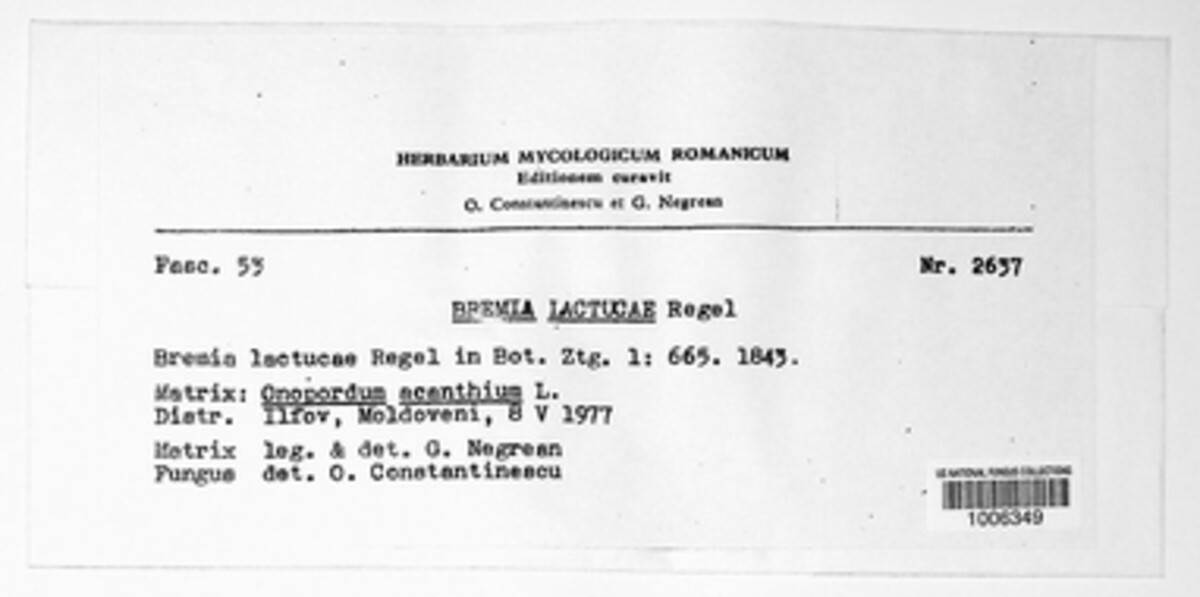 HERBARIUM MYCOLOGICUM ROMANICUM
Editionem curavit
O. Constantinescu et G. Negrean
Fasc. 53
Nr. 2637
BREMIA LACTUCAE Regel
Bremia lactucae Regel in Bot. Ztg. 1: 665. 1843.
Matrix: Onopordum acanthium L.
Distr. Ilfov, Moldoveni, 8 V 1977
Matrix leg. & det. G. Negrean
Fungus det. O. Constantinescu
US NATIONAL FUNGUS COLLECTIONS
1006349